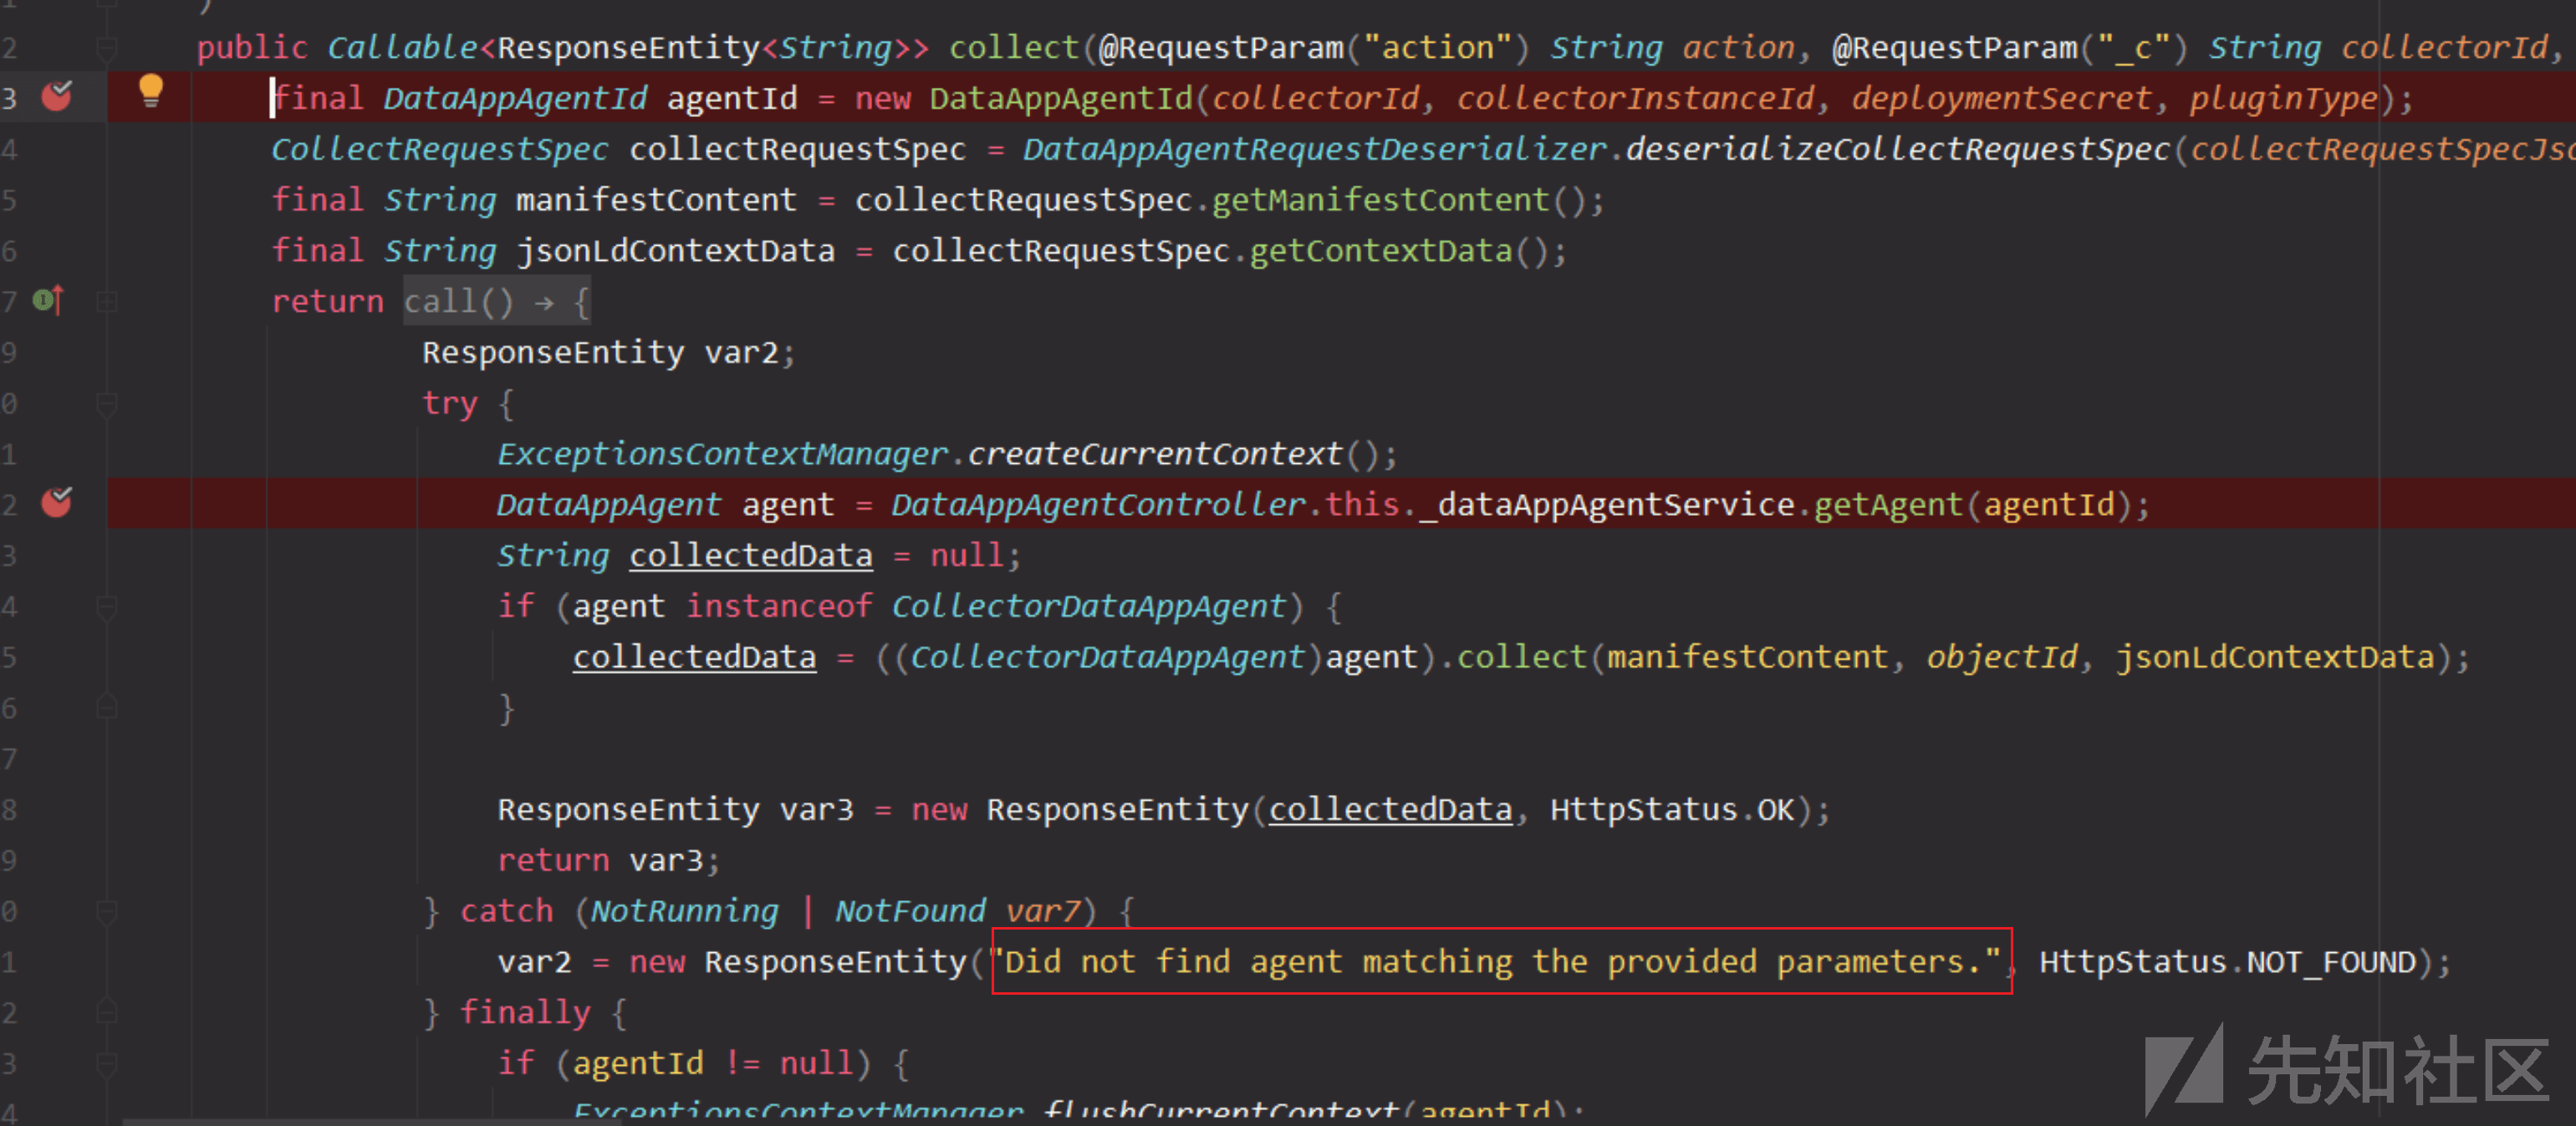 )
2 public Callable<ResponseEntity<String>> collect(@RequestParam("action") String action, @RequestParam("_c") String collectorId,
3 final DataAppAgentId agentId = new DataAppAgentId(collectorId, collectorInstanceId, deploymentSecret, pluginType);
4 CollectRequestSpec collectRequestSpec = DataAppAgentRequestDeserializer.deserializeCollectRequestSpec(collectRequestSpecJso
5 final String manifestContent = collectRequestSpec.getManifestContent();
6 final String jsonLdContextData = collectRequestSpec.getContextData();
7 return call() → {
9 ResponseEntity var2;
0 try {
1 ExceptionsContextManager.createCurrentContext();
2 DataAppAgent agent = DataAppAgentController.this._dataAppAgentService.getAgent(agentId);
3 String collectedData = null;
4 if (agent instanceof CollectorDataAppAgent) {
5 collectedData = ((CollectorDataAppAgent)agent).collect(manifestContent, objectId, jsonLdContextData);
6 }
7
8 ResponseEntity var3 = new ResponseEntity(collectedData, HttpStatus.OK);
9 return var3;
0 } catch (NotRunning | NotFound var7) {
1 var2 = new ResponseEntity("Did not find agent matching the provided parameters.", HttpStatus.NOT_FOUND);
2 } finally {
3 if (agentId != null) {
4 ExceptionsContextManager.flushCurrentContext(agentId);
先知社区